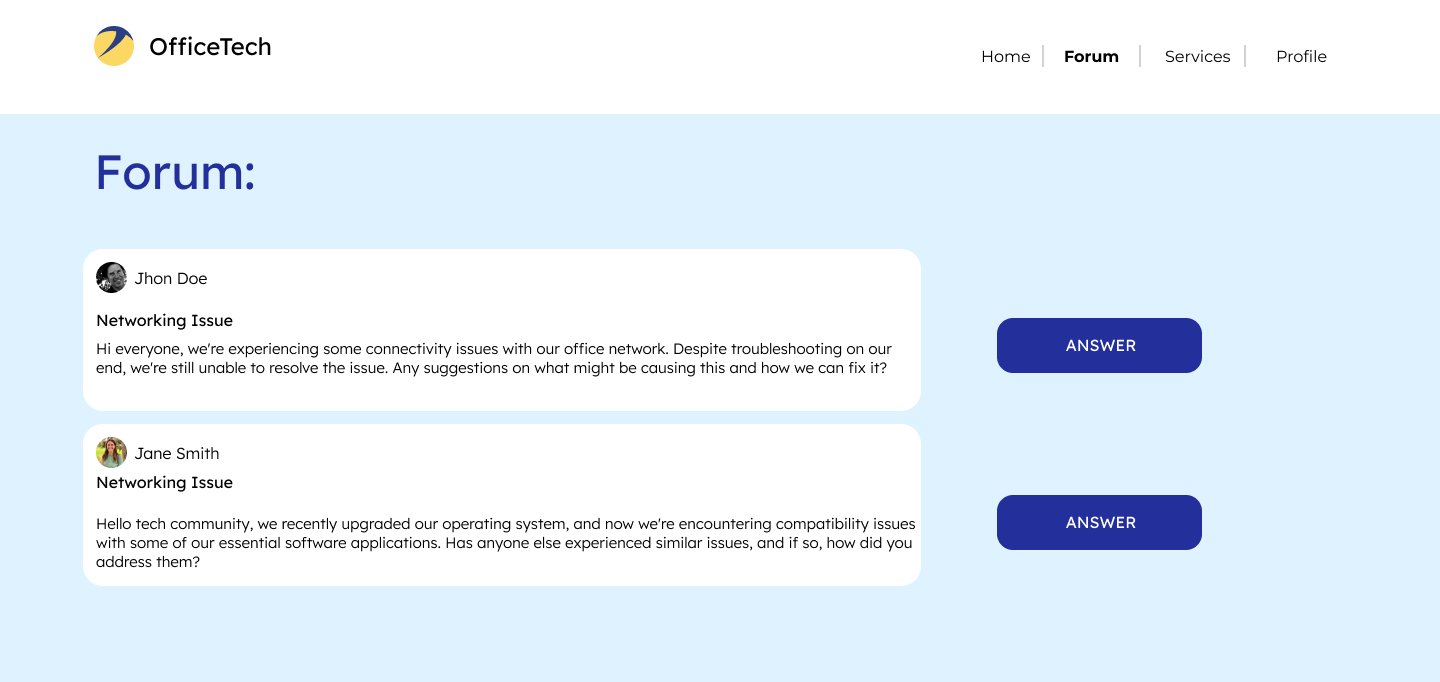 OfficeTech
Home
Forum
Services
Profile
Forum:
Jhon Doe
Networking Issue
Hi everyone, we're experiencing some connectivity issues with our office network. Despite troubleshooting on our
end, we're still unable to resolve the issue. Any suggestions on what might be causing this and how we can fix it?
ANSWER
Jane Smith
Networking Issue
Hello tech community, we recently upgraded our operating system, and now we're encountering compatibility issues
with some of our essential software applications. Has anyone else experienced similar issues, and if so, how did you
address them?
ANSWER